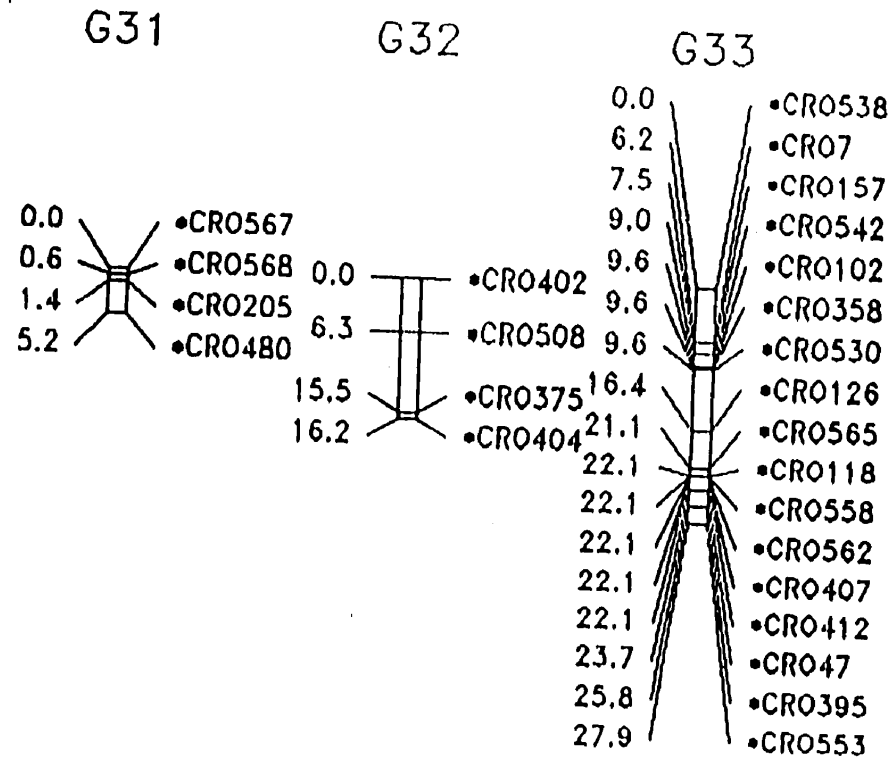 G31
0.0 *CRO567
0.6 *CRO568
1.4 *CRO205
5.2 *CRO480
G32
0.0 *CRO402
6.3 *CRO508
15.5 *CRO375
16.2 *CRO404
G33
0.0 *CRO538
6.2 *CRO7
7.5 *CRO157
9.0 *CRO542
9.6 *CRO102
9.6 *CRO358
9.6 *CRO530
16.4 *CRO126
21.1 *CRO565
22.1 *CRO118
22.1 *CRO558
22.1 *CRO562
22.1 *CRO407
22.1 *CRO412
23.7 *CRO47
25.8 *CRO395
27.9 *CRO553